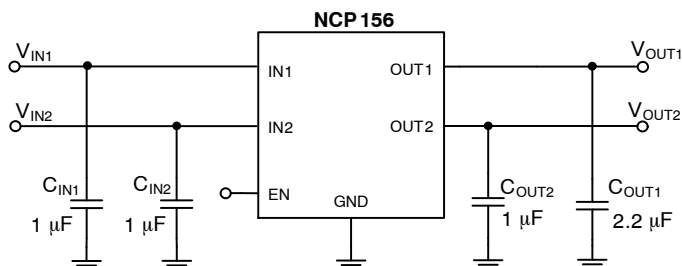 NCP156
VIN1
IN1
OUT1
VOUT1
VIN2
IN2
OUT2
VOUT2
CIN1
1 μF
CIN2
1 μF
EN
GND
COUT2
1 μF
COUT1
2.2 μF